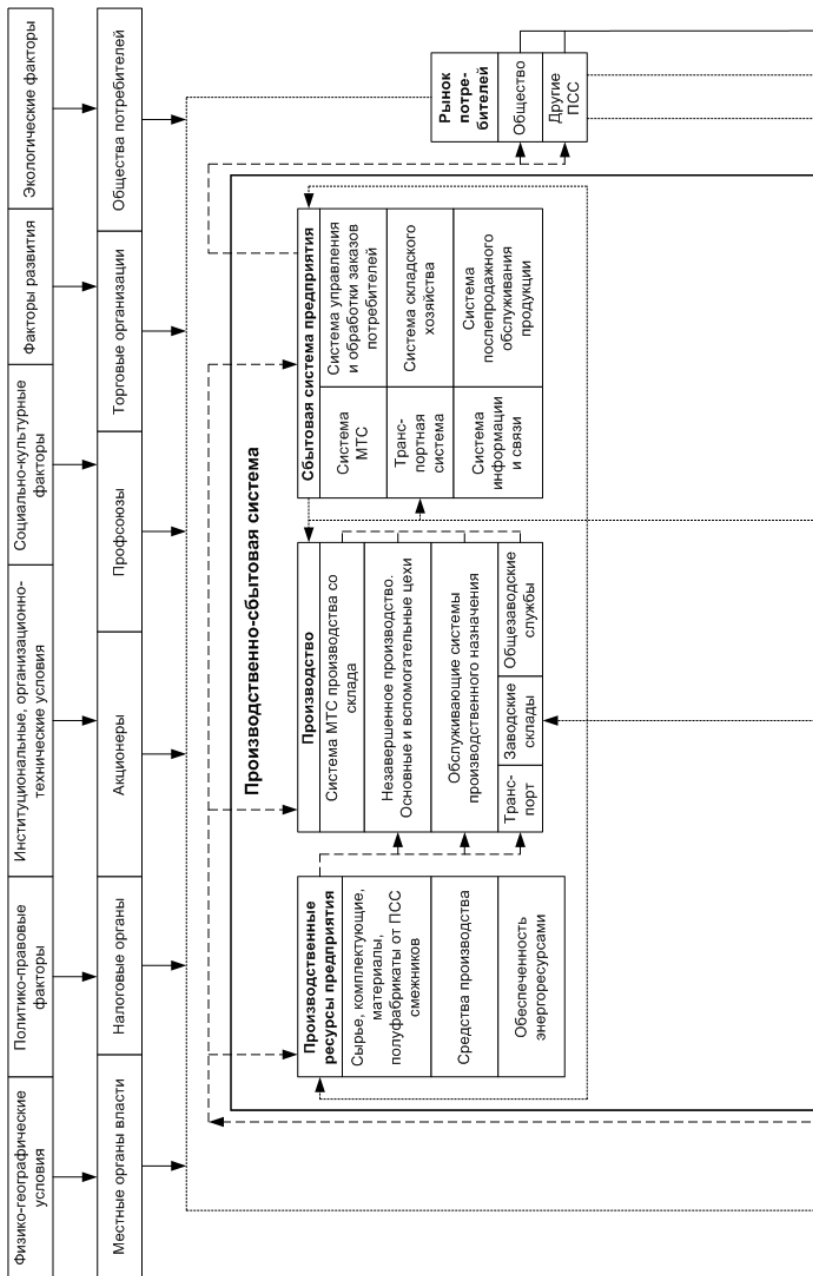 Физико-географические
условия
Политико-правовые
факторы
Институциональные, организационно-
технические условия
Социально-культурные
факторы
Факторы развития
Экологические факторы
Местные органы власти
Налоговые органы
Акционеры
Профсоюзы
Торговые организации
Общества потребителей
Производственно-сбытовая система
Производственные
ресурсы предприятия
Сырье, комплектующие,
материалы,
полуфабрикаты от ПСС
смежников
Средства производства
Обеспеченность
энергоресурсами
Производство
Система МТС производства со
склада
Незавершенное производство.
Основные и вспомогательные цехи
Обслуживающие системы
производственного назначения
Транс-
порт
Заводские
склады
Общезаводские
службы
Сбытовая система предприятия
Система
МТС
Система управления
и обработки заказов
потребителей
Транс-
портная
система
Система складского
хозяйства
Система
информации
и связи
Система
послепродажного
обслуживания
продукции
Рынок
потре-
бителей
Общество
Другие
ПСС